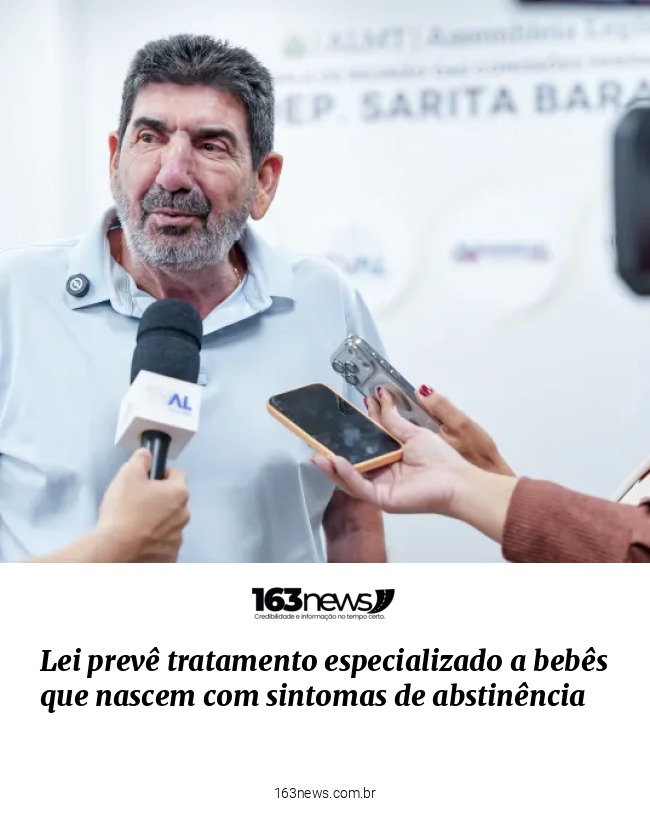 ALMT | Assembleia
DEP. SARITA BARA
AL
AL
163news
Credibilidade e informação no tempo certo.
Lei prevê tratamento especializado a bebês
que nascem com sintomas de abstinência
163news.com.br